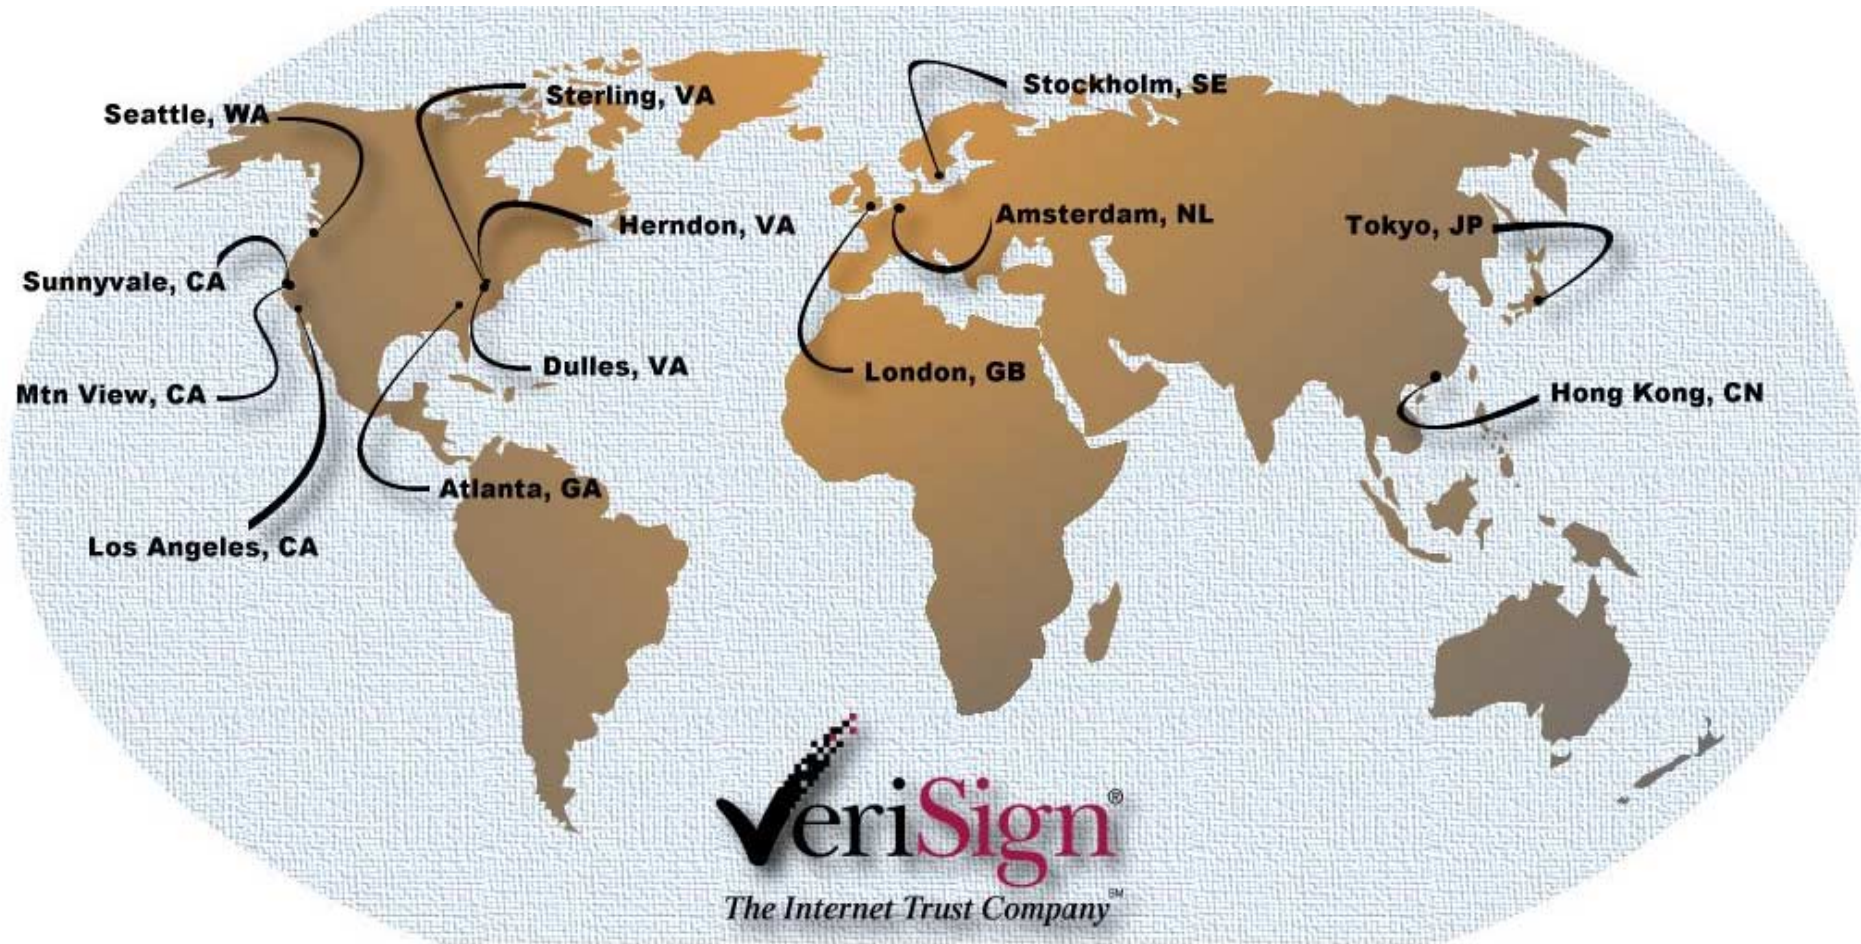 Stockholm, SE
Sterling, VA
Seattle, WA
Amsterdam, NL
Herndon, VA
Tokyo, JP
Sunnyvale, CA
Dulles, VA
London, GB
Mtn View, CA
Hong Kong, CN
Atlanta, GA
Los Angeles, CA
VeriSign®
The Internet Trust Company℠